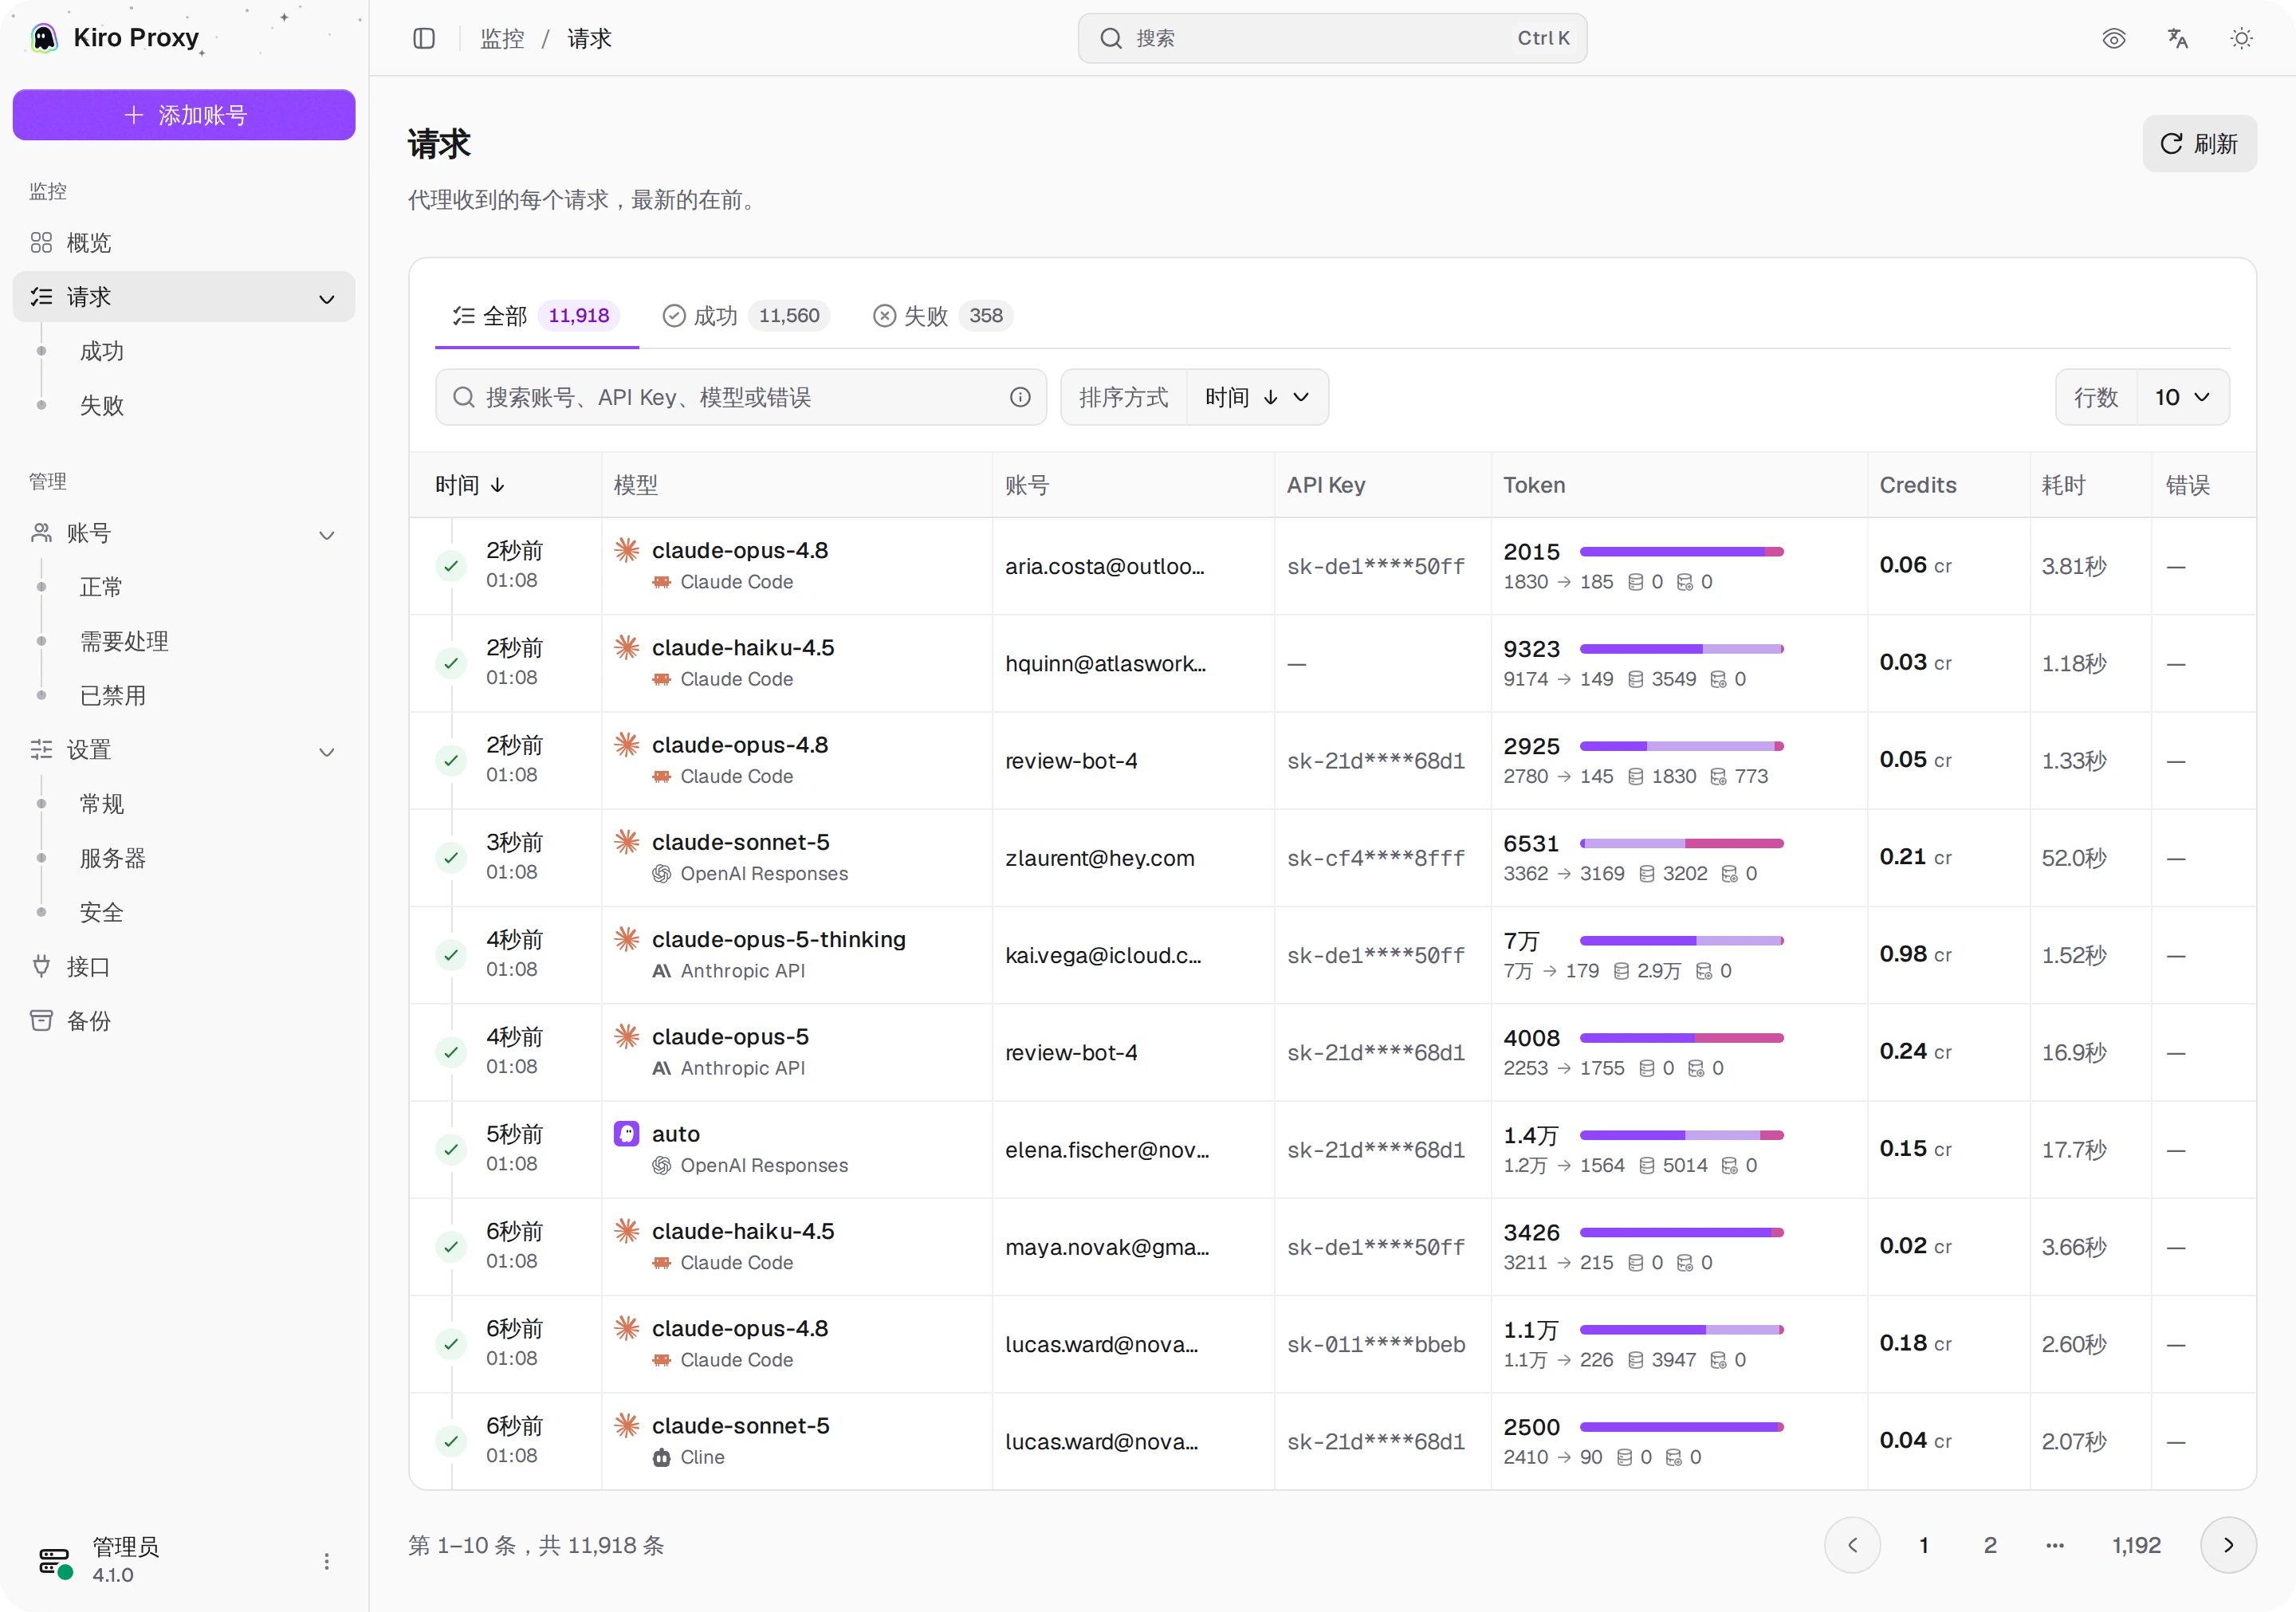 Kiro Proxy
添加账号
监控
概览
请求
成功
失败
管理
账号
正常
需要处理
已禁用
设置
常规
服务器
安全
接口
备份
管理员
4.1.0
监控 / 请求
搜索 Ctrl K
请求
刷新
代理收到的每个请求，最新的在前。
全部 11,918 成功 11,560 失败 358
搜索账号、API Key、模型或错误 排序方式 时间 行数 10
时间 模型 账号 API Key Token Credits 耗时 错误
2秒前 claude-opus-4.8 aria.costa@outloo... sk-de1****50ff 2015 0.06 cr 3.81秒 —
01:08 Claude Code 1830 → 185 0 0
2秒前 claude-haiku-4.5 hquinn@atlaswork... — 9323 0.03 cr 1.18秒 —
01:08 Claude Code 9174 → 149 3549 0
2秒前 claude-opus-4.8 review-bot-4 sk-21d****68d1 2925 0.05 cr 1.33秒 —
01:08 Claude Code 2780 → 145 1830 773
3秒前 claude-sonnet-5 zlaurent@hey.com sk-cf4****8fff 6531 0.21 cr 52.0秒 —
01:08 OpenAI Responses 3362 → 3169 3202 0
4秒前 claude-opus-5-thinking kai.vega@icloud.c... sk-de1****50ff 7万 0.98 cr 1.52秒 —
01:08 Anthropic API 7万 → 179 2.9万 0
4秒前 claude-opus-5 review-bot-4 sk-21d****68d1 4008 0.24 cr 16.9秒 —
01:08 Anthropic API 2253 → 1755 0 0
5秒前 auto elena.fischer@nov... sk-21d****68d1 1.4万 0.15 cr 17.7秒 —
01:08 OpenAI Responses 1.2万 → 1564 5014 0
6秒前 claude-haiku-4.5 maya.novak@gma... sk-de1****50ff 3426 0.02 cr 3.66秒 —
01:08 Claude Code 3211 → 215 0 0
6秒前 claude-opus-4.8 lucas.ward@nova... sk-011****bbeb 1.1万 0.18 cr 2.60秒 —
01:08 Claude Code 1.1万 → 226 3947 0
6秒前 claude-sonnet-5 lucas.ward@nova... sk-21d****68d1 2500 0.04 cr 2.07秒 —
01:08 Cline 2410 → 90 0 0
第 1–10 条，共 11,918 条 1 2 ••• 1,192